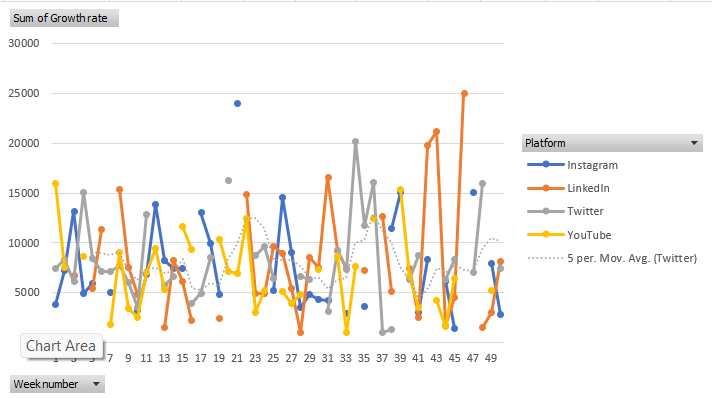 Sum of Growth rate
30000
25000
20000
15000
10000
5000
Platform
Instagram
LinkedIn
Twitter
YouTube
5 per. Mov. Avg. (Twitter)
Chart Area
1 3 5 7 9 11 13 15 17 19 21 23 25 27 29 31 33 35 37 39 41 43 45 47 49
Week number